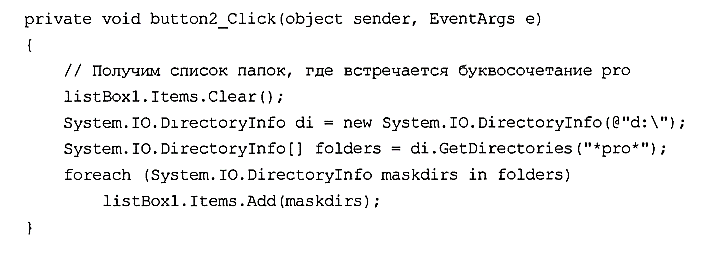 private void button2_Click(object sender, EventArgs e)
{
// Получим список папок, где встречается буквосочетание pro
listBox1.Items.Clear();
System.IO.DirectoryInfo di = new System.IO.DirectoryInfo(@"d:\");
System.IO.DirectoryInfo[] folders = di.GetDirectories("*pro*");
foreach (System.IO.DirectoryInfo maskdirs in folders)
listBox1.Items.Add(maskdirs);
}